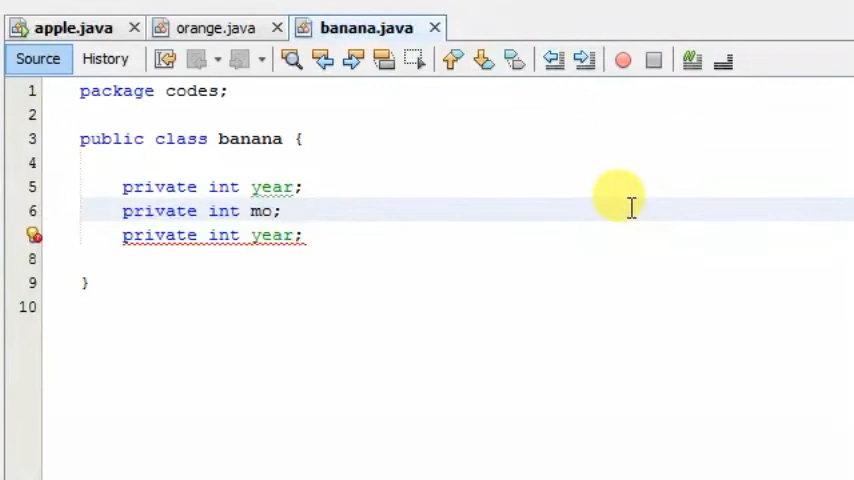 apple.java orange.java banana.java
Source History
1 package codes;
2
3 public class banana {
4
5 private int year;
6 private int mo;
private int year;
8
9 }
10